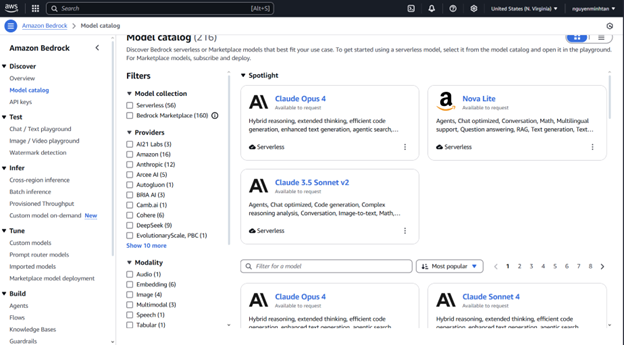 aws
Search
[Alt+S]
United States (N. Virginia)
nguyenminhtan
Amazon Bedrock
Model catalog
Amazon Bedrock
Discover
Overview
Model catalog
API keys
Test
Chat / Text playground
Image / Video playground
Watermark detection
Infer
Cross-region inference
Batch inference
Provisioned Throughput
Custom model on-demand New
Tune
Custom models
Prompt router models
Imported models
Marketplace model deployment
Build
Agents
Flows
Knowledge Bases
Guardrails
Model catalog (216)
Discover Bedrock serverless or Marketplace models that best fit your use case. To get started using a serverless model, select it from the model catalog and open it in the playground.
For Marketplace models, subscribe and deploy.
Filters
Model collection
Serverless (56)
Bedrock Marketplace (160)
Providers
AI21 Labs (3)
Amazon (16)
Anthropic (12)
Arcee AI (5)
Autogluon (1)
BRIA AI (3)
Camb.ai (1)
Cohere (6)
DeepSeek (9)
EvolutionaryScale, PBC (1)
Show 10 more
Modality
Audio (1)
Embedding (6)
Image (4)
Multimodal (3)
Speech (1)
Tabular (1)
Spotlight
Claude Opus 4
Available to request
Hybrid reasoning, extended thinking, efficient code
generation, enhanced text generation, agentic search,...
Serverless
Nova Lite
Available to request
Agents, Chat optimized, Conversation, Math, Multilingual
support, Question answering, RAG, Text generation, Text...
Serverless
Claude 3.5 Sonnet v2
Available to request
Agents, Chat optimized, Code generation, Complex
reasoning analysis, Conversation, Image-to-text, Math,...
Serverless
Filter for a model
Most popular
1 2 3 4 5 6 7 8
Claude Opus 4
Available to request
Hybrid reasoning, extended thinking, efficient code
generation, enhanced text generation, agentic search,
Claude Sonnet 4
Available to request
Hybrid reasoning, extended thinking, efficient code
generation, enhanced text generation, agentic search